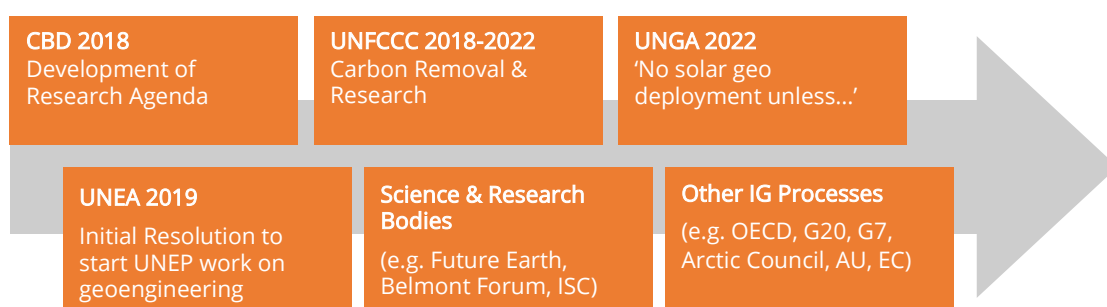 CBD 2018
Development of
Research Agenda
UNFCCC 2018-2022
Carbon Removal &
Research
UNGA 2022
‘No solar geo
deployment unless...’
UNEA 2019
Initial Resolution to
start UNEP work on
geoengineering
Science & Research
Bodies
(e.g. Future Earth,
Belmont Forum, ISC)
Other IG Processes
(e.g. OECD, G20, G7,
Arctic Council, AU, EC)